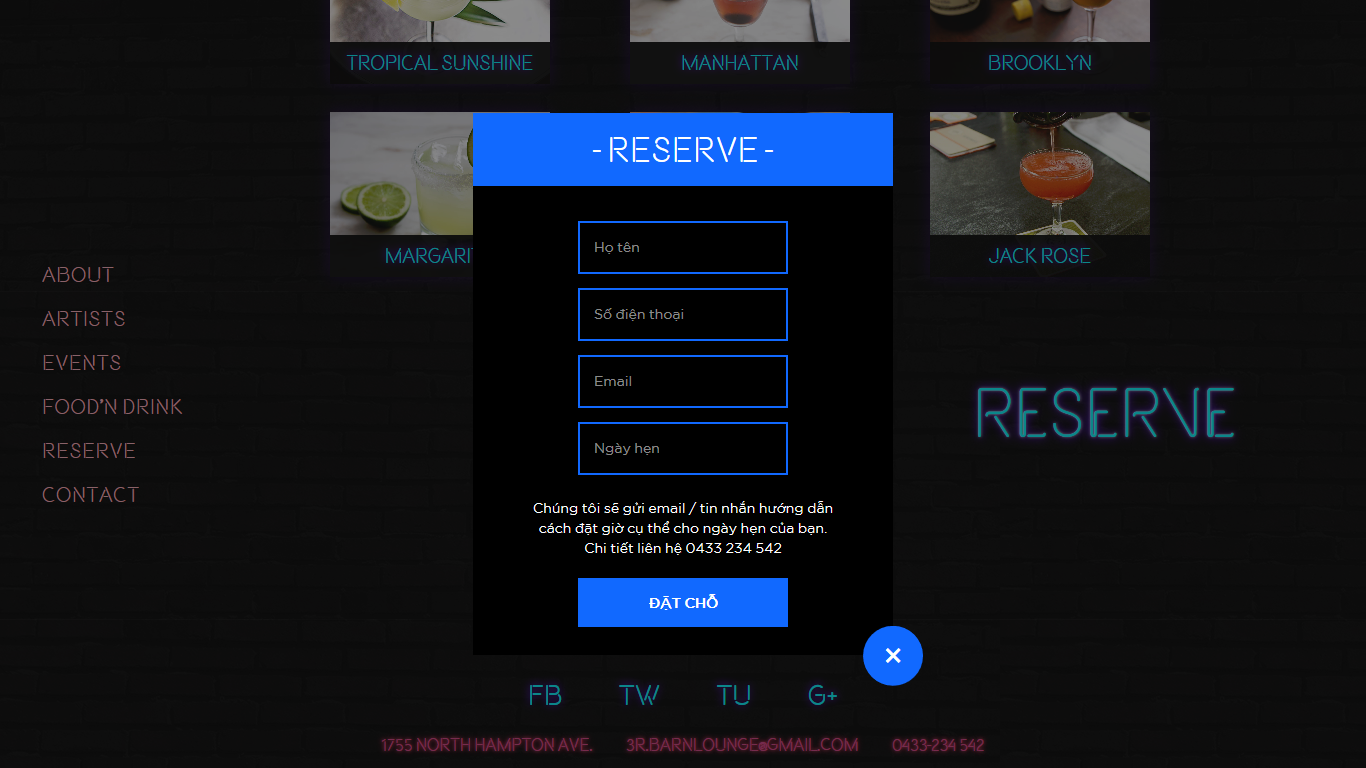 TROPICAL SUNSHINE
MANHATTAN
BROOKLYN
- RESERVE -
MARGARIT
JACK ROSE
ABOUT
ARTISTS
EVENTS
FOOD'N DRINK
RESERVE
CONTACT
Họ tên
Số điện thoại
Email
Ngày hẹn
RESERVE
Chúng tôi sẽ gửi email / tin nhắn hướng dẫn
cách đặt giờ cụ thể cho ngày hẹn của bạn.
Chi tiết liên hệ 0433 234 542
ĐẶT CHỖ
×
FB TW TU G+
1755 NORTH HAMPTON AVE. 3R.BARNLOUNGE@GMAIL.COM 0433-234 542